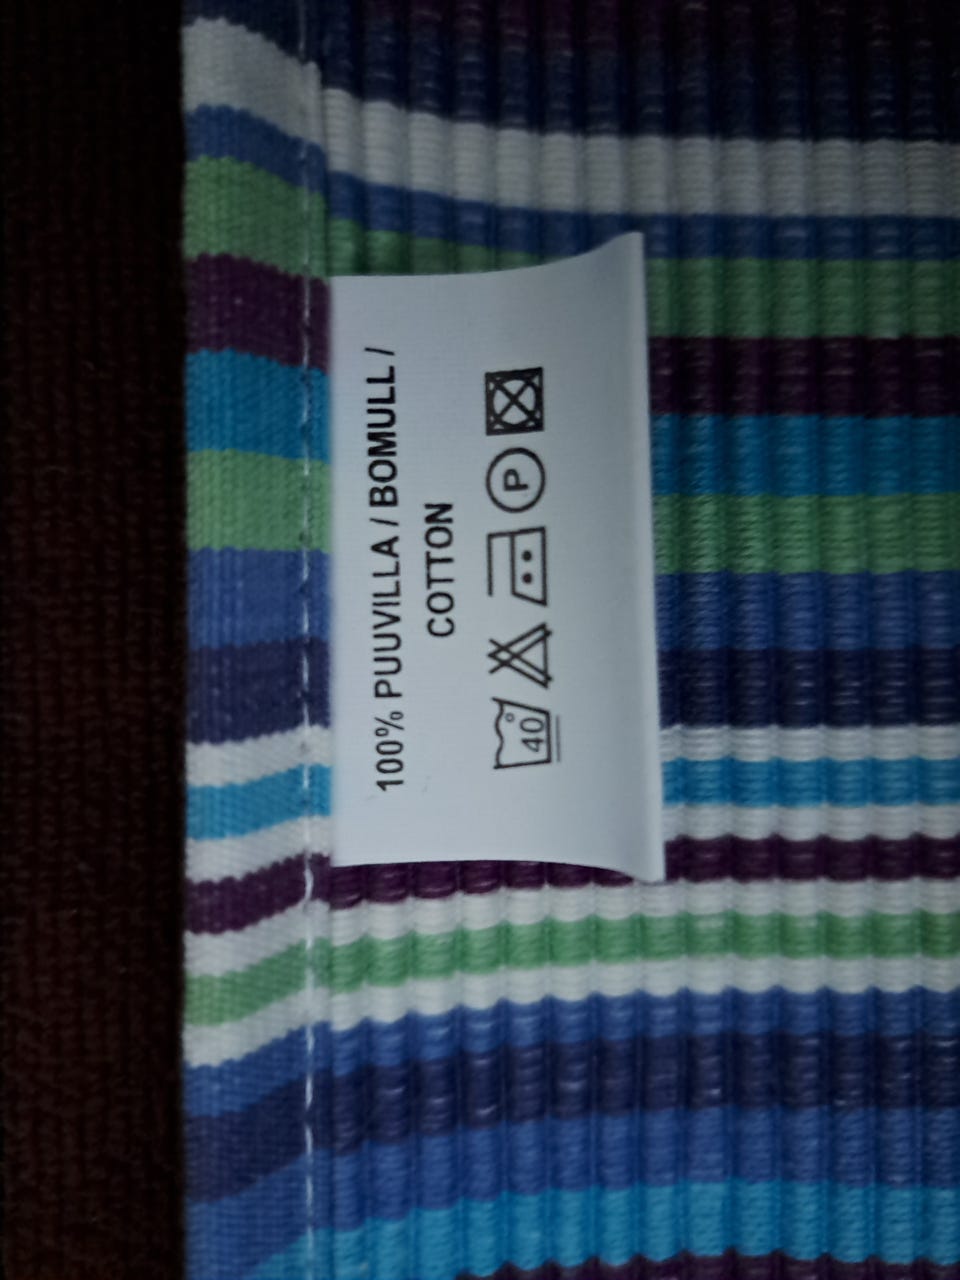 100% PUUVILLA / BOMULL /
COTTON
40° P